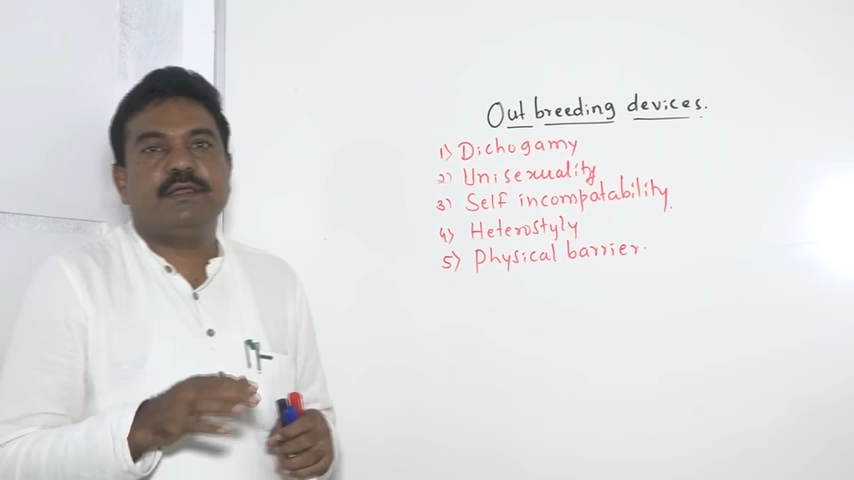 Out breeding devices.
1) Dichogamy
2) Unisexuality
3) Self incompatability.
4) Heterostyly
5) Physical barrier.